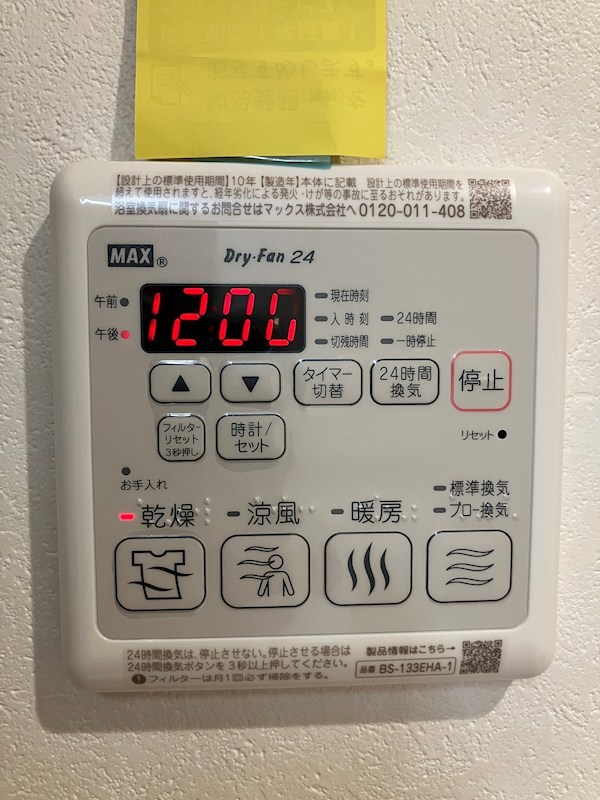 おすすめします。
【設計上の標準使用期間】10年【製造年】本体に記載 設計上の標準使用期間を
超えて使用されますと、経年劣化による発火・けが等の事故に至るおそれがあります。
浴室換気扇に関するお問合せはマックス株式会社へ 0120-011-408
MAX® Dry・Fan 24
午前
午後
12:00
現在時刻
入時刻
24時間
切残時間
一時停止
▲
▼
タイマー
切替
24時間
換気
停止
フィルター
リセット
3秒押し
時計/
セット
リセット
お手入れ
標準換気
乾燥
涼風
暖房
ブロー換気
24時間換気は、停止させない。停止させる場合は
24時間換気ボタンを3秒以上押してください。
❶フィルターは月1回必ず掃除をする。
製品情報はこちら→
品番 BS-133EHA-1